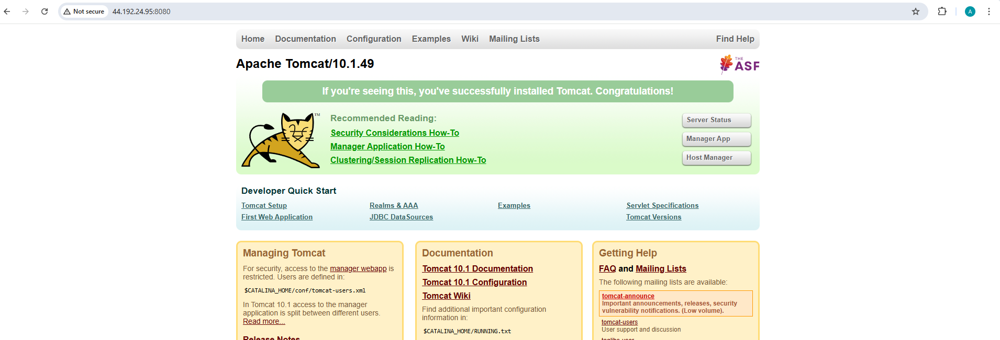 Not secure 44.192.24.95:8080
A
Home Documentation Configuration Examples Wiki Mailing Lists Find Help
Apache Tomcat/10.1.49
THE
ASF
If you're seeing this, you've successfully installed Tomcat. Congratulations!
TM
Recommended Reading:
Security Considerations How-To
Manager Application How-To
Clustering/Session Replication How-To
Server Status
Manager App
Host Manager
Developer Quick Start
Tomcat Setup
First Web Application
Realms & AAA
JDBC DataSources
Examples
Servlet Specifications
Tomcat Versions
Managing Tomcat
For security, access to the manager webapp is
restricted. Users are defined in:
$CATALINA_HOME/conf/tomcat-users.xml
In Tomcat 10.1 access to the manager
application is split between different users.
Read more...
Release Notes
Documentation
Tomcat 10.1 Documentation
Tomcat 10.1 Configuration
Tomcat Wiki
Find additional important configuration
information in:
$CATALINA_HOME/RUNNING.txt
Getting Help
FAQ and Mailing Lists
The following mailing lists are available:
tomcat-announce
Important announcements, releases, security
vulnerability notifications. (Low volume).
tomcat-users
User support and discussion